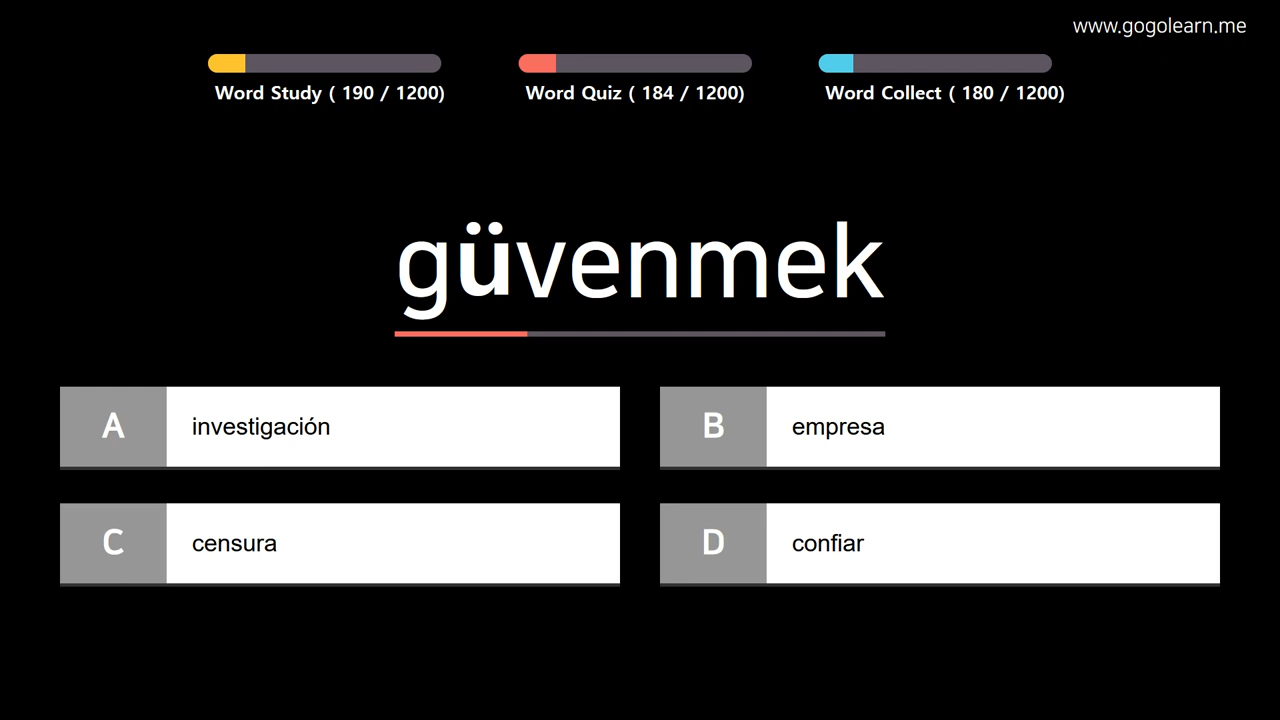 www.gogolearn.me
Word Study ( 190 / 1200)
Word Quiz ( 184 / 1200)
Word Collect ( 180 / 1200)
güvenmek
A investigación
B empresa
C censura
D confiar